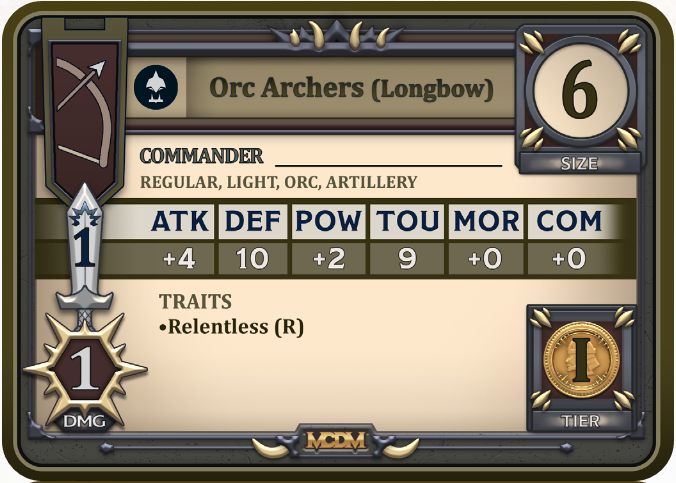 Orc Archers (Longbow)
6
SIZE
COMMANDER
REGULAR, LIGHT, ORC, ARTILLERY
1
ATK DEF POW TOU MOR COM
+4 10 +2 9 +0 +0
TRAITS
•Relentless (R)
1
DMG
I
TIER
MCDM